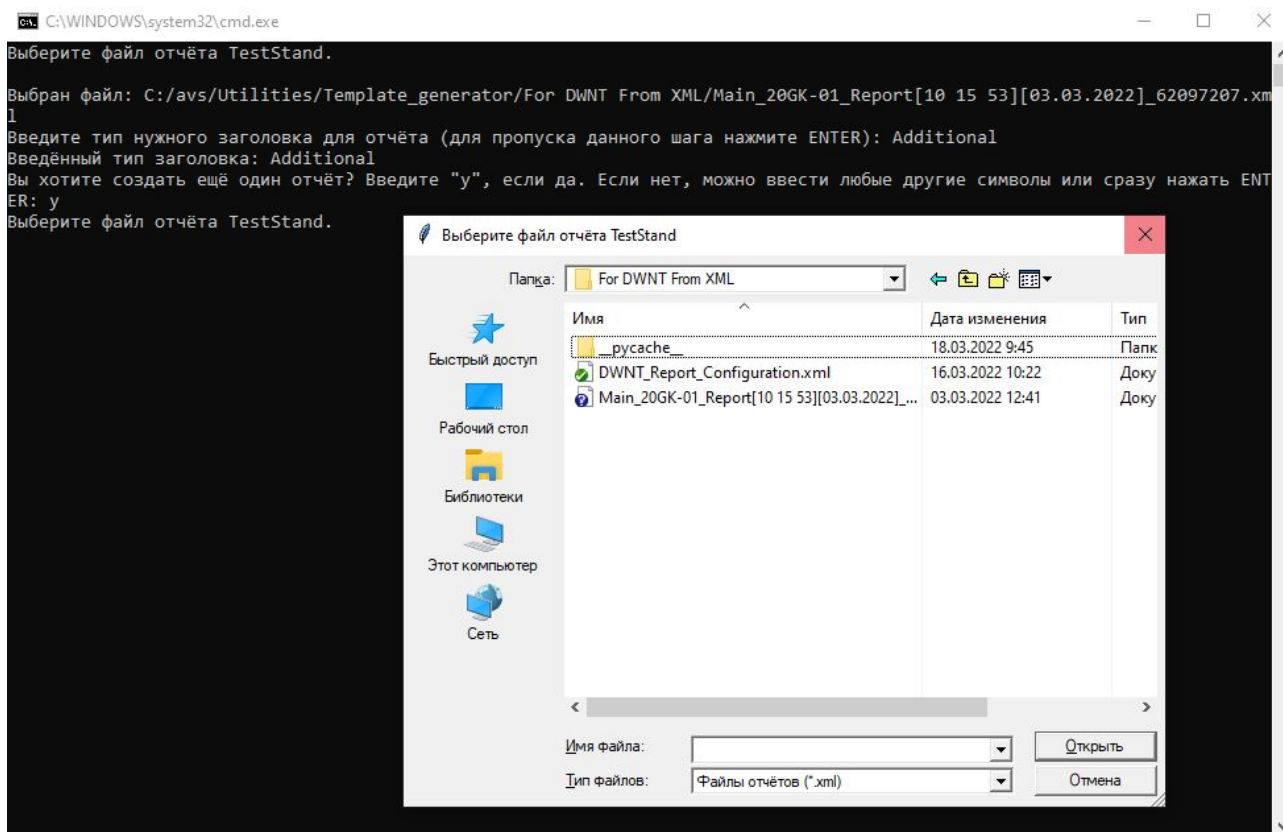 C:\WINDOWS\system32\cmd.exe
Выберите файл отчёта TestStand.
Выбран файл: C:/avs/Utilities/Template_generator/For DWNT From XML/Main_20GK-01_Report[10 15 53][03.03.2022]_62097207.xm
l
Введите тип нужного заголовка для отчёта (для пропуска данного шага нажмите ENTER): Additional
Введённый тип заголовка: Additional
Вы хотите создать ещё один отчёт? Введите "y", если да. Если нет, можно ввести любые другие символы или сразу нажать ENT
ER: y
Выберите файл отчёта TestStand.
Выберите файл отчёта TestStand
Папка: For DWNT From XML
Имя Дата изменения Тип
__pycache__ 18.03.2022 9:45 Папк
DWNT_Report_Configuration.xml 16.03.2022 10:22 Доку
Main_20GK-01_Report[10 15 53][03.03.2022]_... 03.03.2022 12:41 Доку
Быстрый доступ
Рабочий стол
Библиотеки
Этот компьютер
Сеть
Имя файла: Открыть
Тип файлов: Файлы отчётов (*.xml) Отмена